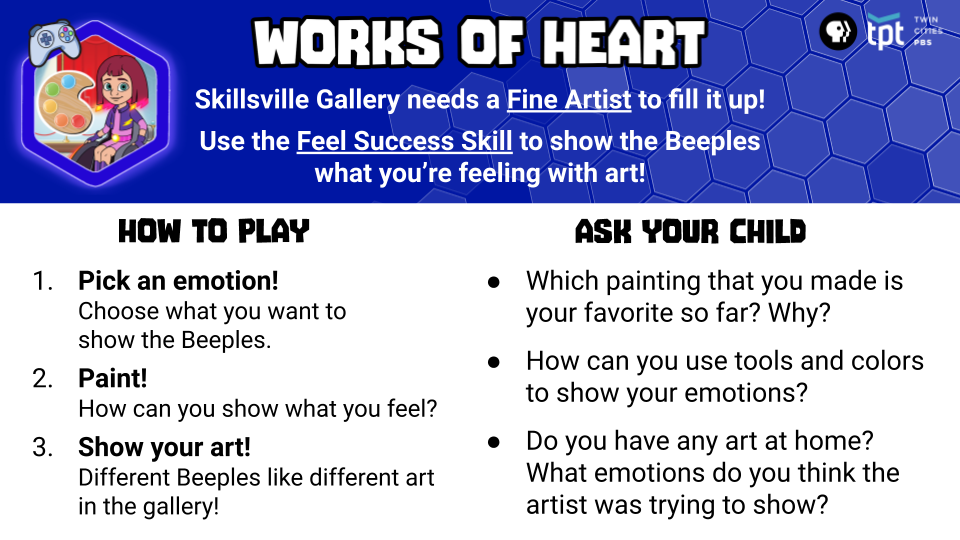 WORKS OF HEART
tpt
TWIN
CITIES
PBS
Skillsville Gallery needs a Fine Artist to fill it up!
Use the Feel Success Skill to show the Beeples
what you’re feeling with art!
HOW TO PLAY
1. Pick an emotion!
Choose what you want to
show the Beeples.
2. Paint!
How can you show what you feel?
3. Show your art!
Different Beeples like different art
in the gallery!
ASK YOUR CHILD
● Which painting that you made is
your favorite so far? Why?
● How can you use tools and colors
to show your emotions?
● Do you have any art at home?
What emotions do you think the
artist was trying to show?